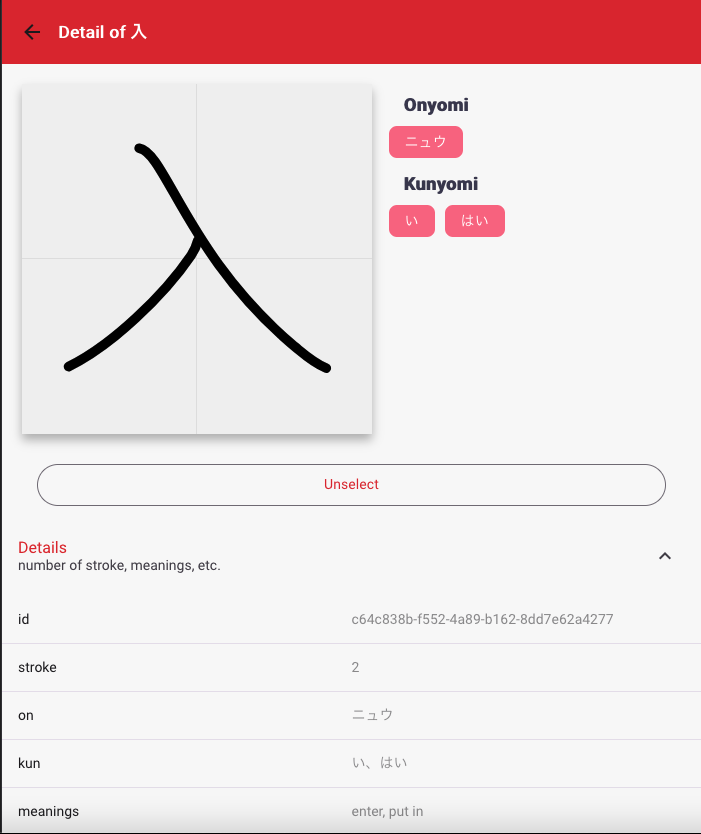 Detail of 入
入
Onyomi
ニュウ
Kunyomi
い はい
Unselect
Details
number of stroke, meanings, etc.
id c64c838b-f552-4a89-b162-8dd7e62a4277
stroke 2
on ニュウ
kun い、はい
meanings enter, put in